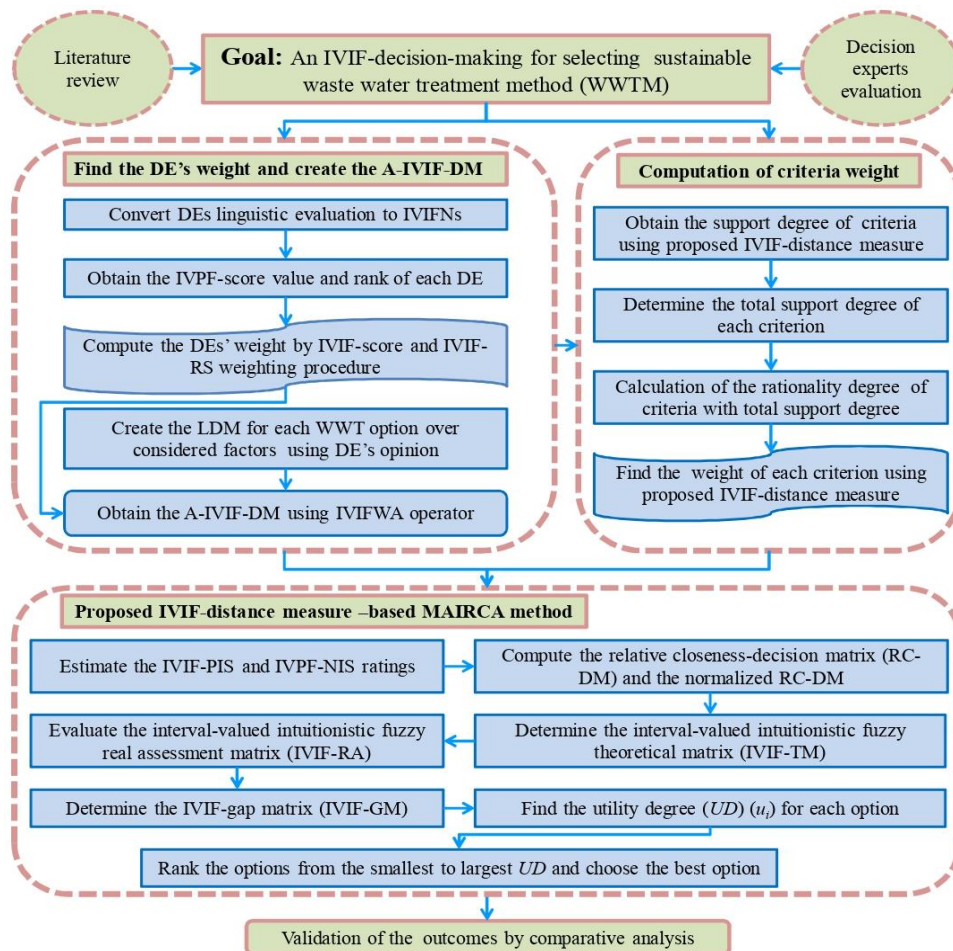 Literature
review
Goal: An IVIF-decision-making for selecting sustainable
waste water treatment method (WWTM)
Decision
experts
evaluation
Find the DE's weight and create the A-IVIF-DM
Convert DEs linguistic evaluation to IVIFNs
Obtain the IVPF-score value and rank of each DE
Compute the DEs' weight by IVIF-score and IVIF-
RS weighting procedure
Create the LDM for each WWT option over
considered factors using DE's opinion
Obtain the A-IVIF-DM using IVIFWA operator
Computation of criteria weight
Obtain the support degree of criteria
using proposed IVIF-distance measure
Determine the total support degree of
each criterion
Calculation of the rationality degree of
criteria with total support degree
Find the weight of each criterion using
proposed IVIF-distance measure
Proposed IVIF-distance measure –based MAIRCA method
Estimate the IVIF-PIS and IVPF-NIS ratings
Compute the relative closeness-decision matrix (RC-
DM) and the normalized RC-DM
Evaluate the interval-valued intuitionistic fuzzy
real assessment matrix (IVIF-RA)
Determine the interval-valued intuitionistic fuzzy
theoretical matrix (IVIF-TM)
Determine the IVIF-gap matrix (IVIF-GM)
Find the utility degree (UD) (ui) for each option
Rank the options from the smallest to largest UD and choose the best option
Validation of the outcomes by comparative analysis